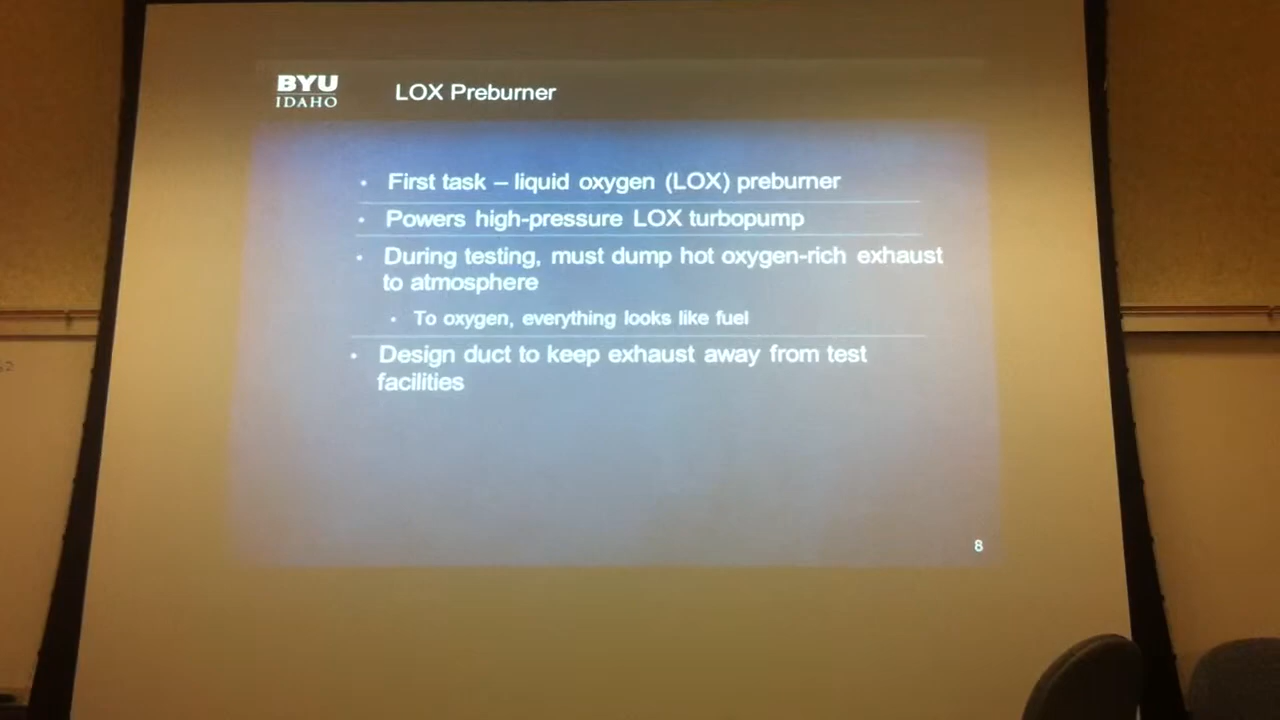 BYU
IDAHO
LOX Preburner
• First task – liquid oxygen (LOX) preburner
• Powers high-pressure LOX turbopump
• During testing, must dump hot oxygen-rich exhaust
to atmosphere
• To oxygen, everything looks like fuel
• Design duct to keep exhaust away from test
facilities
8